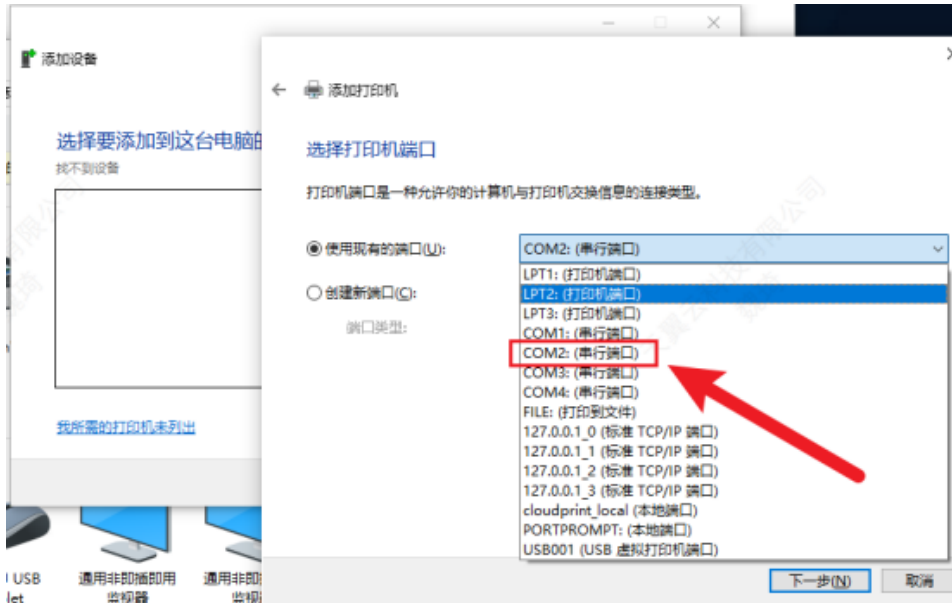 添加设备
添加打印机
选择要添加到这台电脑的
找不到设备
选择打印机端口
打印机端口是一种允许你的计算机与打印机交换信息的连接类型。
使用现有的端口(U):
COM2: (串行端口)
LPT1: (打印机端口)
LPT2: (打印机端口)
创建新端口(C):
LPT3: (打印机端口)
端口类型:
COM1: (串行端口)
COM2: (串行端口)
COM3: (串行端口)
COM4: (串行端口)
FILE: (打印到文件)
我所需的打印机未列出
127.0.0.1_0 (标准 TCP/IP 端口)
127.0.0.1_1 (标准 TCP/IP 端口)
127.0.0.1_2 (标准 TCP/IP 端口)
127.0.0.1_3 (标准 TCP/IP 端口)
cloudprint_local (本地端口)
PORTPROMPT: (本地端口)
USB001 (USB 虚拟打印机端口)
USB
let
通用非即插即用
监视器
通用非即
监视
下一步(N)
取消